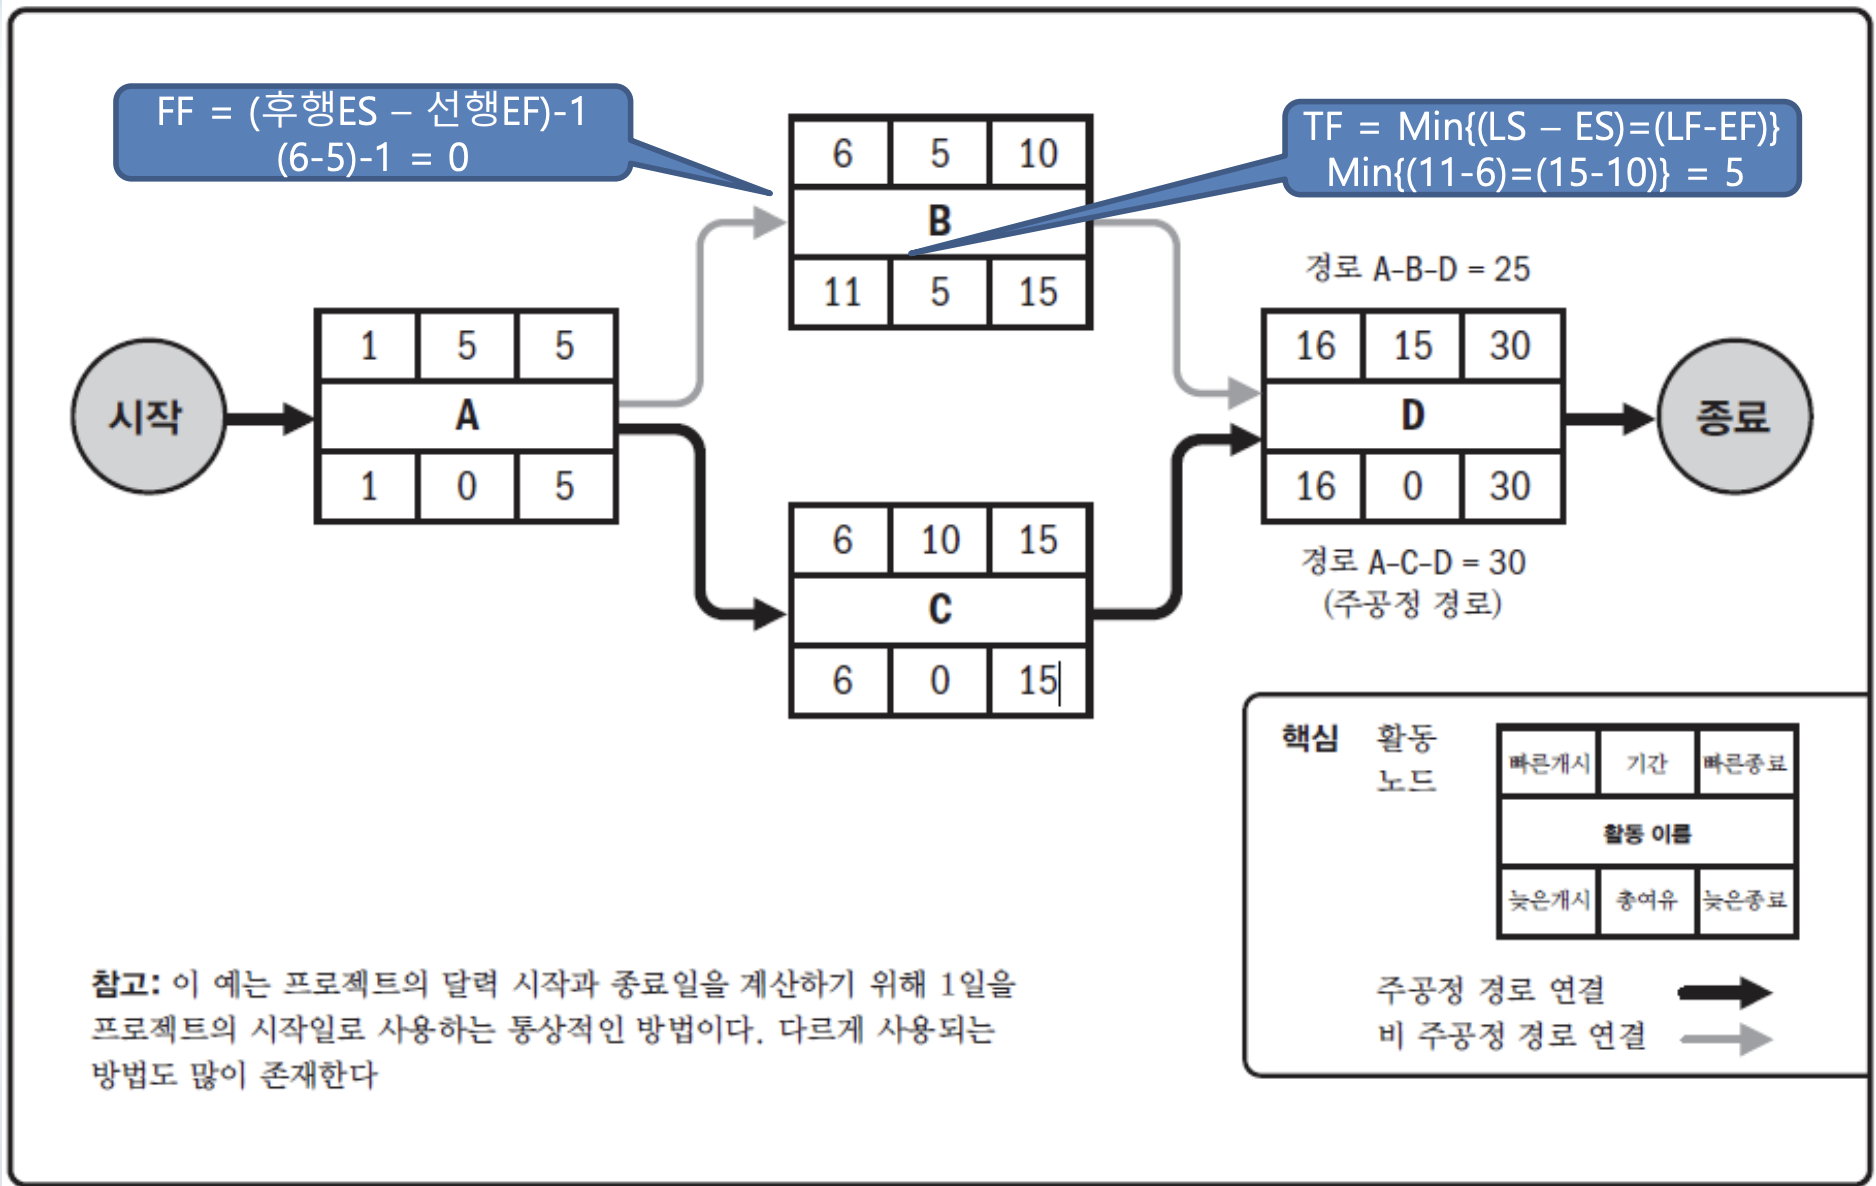 FF = (후행ES – 선행EF)-1
(6-5)-1 = 0
TF = Min{(LS – ES)=(LF-EF)}
Min{(11-6)=(15-10)} = 5
6 5 10
B
11 5 15
경로 A-B-D = 25
시작
1 5 5
A
1 0 5
16 15 30
D
16 0 30
종료
6 10 15
C
6 0 15
경로 A-C-D = 30
(주공정 경로)
핵심 활동
노드
빠른개시 기간 빠른종료
활동 이름
늦은개시 총여유 늦은종료
주공정 경로 연결
비 주공정 경로 연결
참고: 이 예는 프로젝트의 달력 시작과 종료일을 계산하기 위해 1일을
프로젝트의 시작일로 사용하는 통상적인 방법이다. 다르게 사용되는
방법도 많이 존재한다